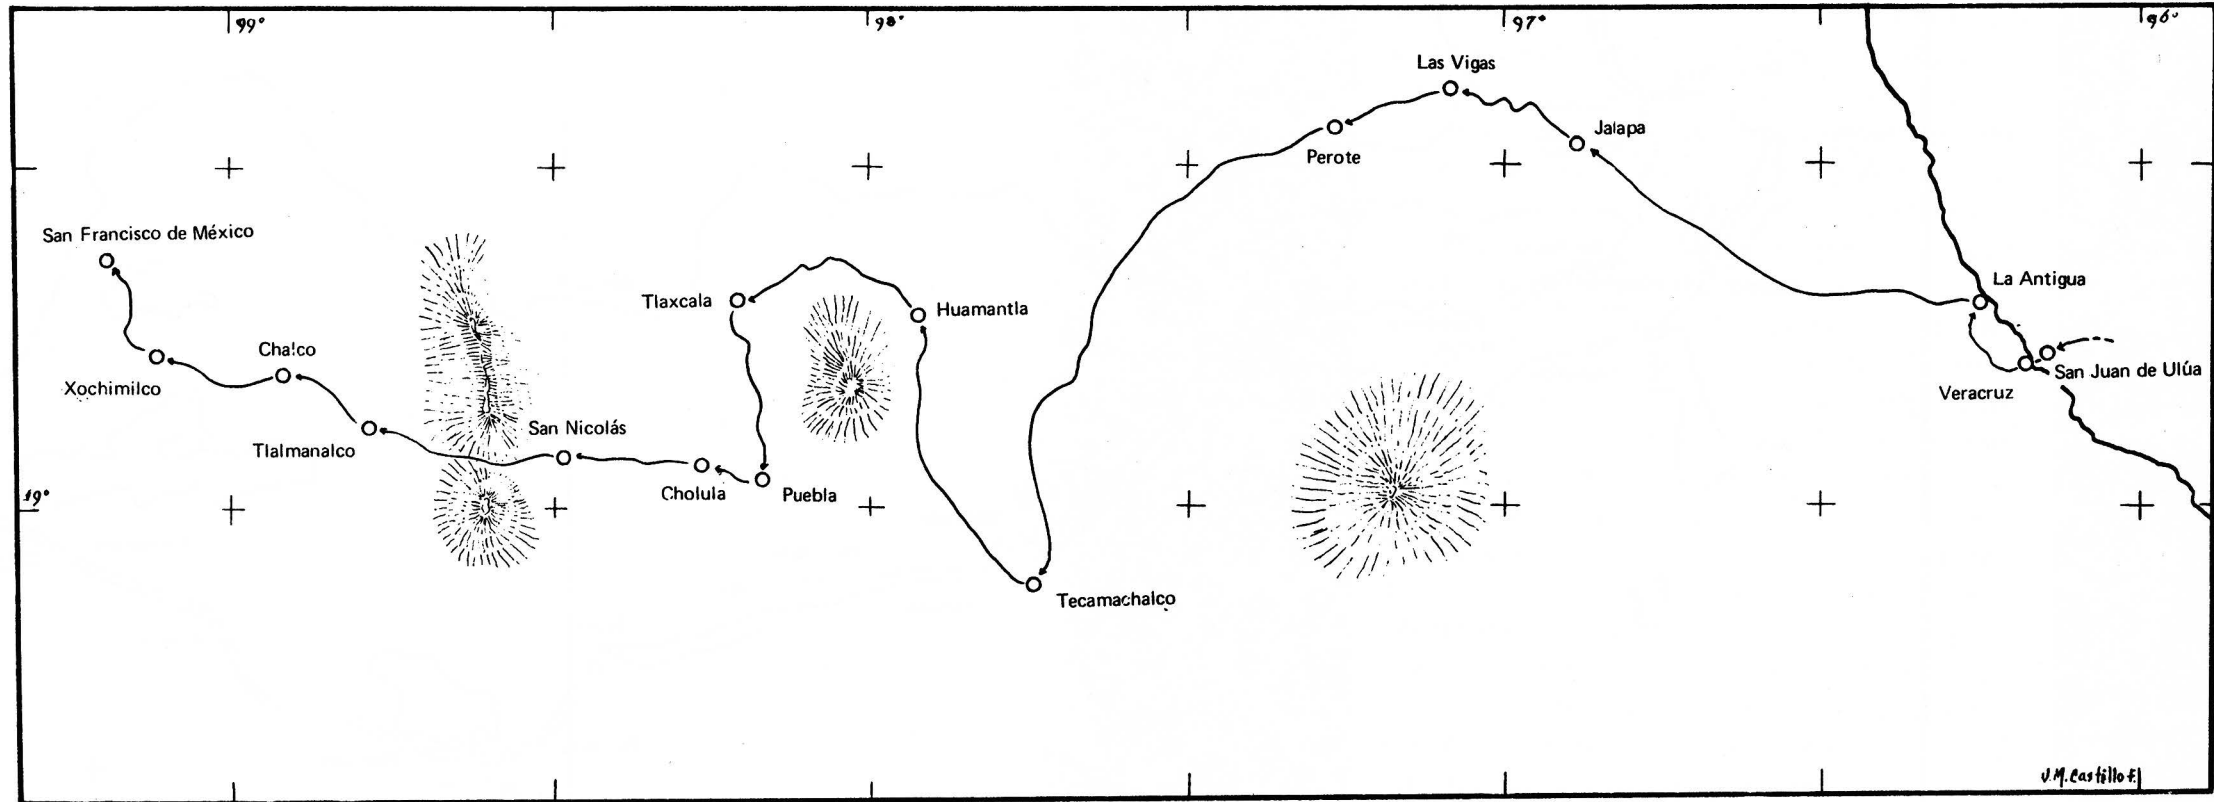 99°
98°
97°
96°
Las Vigas
Jalapa
Perote
San Francisco de México
La Antigua
Tlaxcala
Huamantla
Chalco
San Juan de Ulúa
Xochimilco
Veracruz
San Nicolás
Tlalmanalco
Cholula
Puebla
19°
Tecamachalco
V.M. Castillo F.